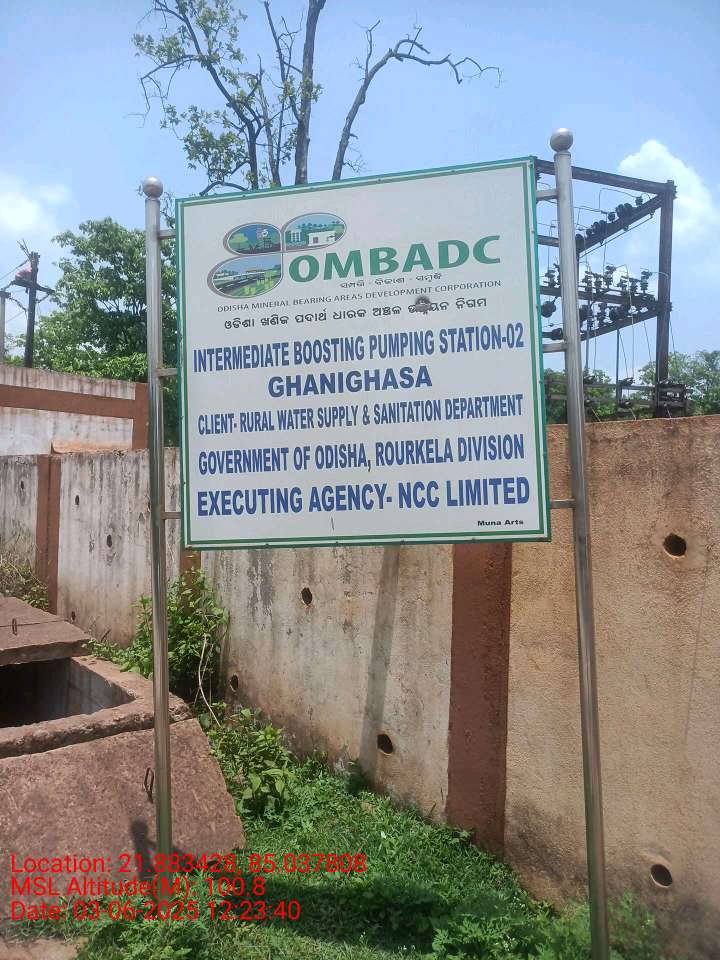 OMBADC
ସମ୍ପତ୍ତି - ବିକାଶ - ସମୃଦ୍ଧି
ODISHA MINERAL BEARING AREAS DEVELOPMENT CORPORATION
ଓଡିଶା ଖଣିଜ ପଦାର୍ଥ ଧାରକ ଅଞ୍ଚଳ ଉନ୍ନୟନ ନିଗମ
INTERMEDIATE BOOSTING PUMPING STATION-02
GHANIGHASA
CLIENT- RURAL WATER SUPPLY & SANITATION DEPARTMENT
GOVERNMENT OF ODISHA, ROURKELA DIVISION
EXECUTING AGENCY- NCC LIMITED
Muna Arts
Location: 21.883428, 85.037808
MSL Altitude(M): 100.8
Date: 03-06-2025 12:23:40